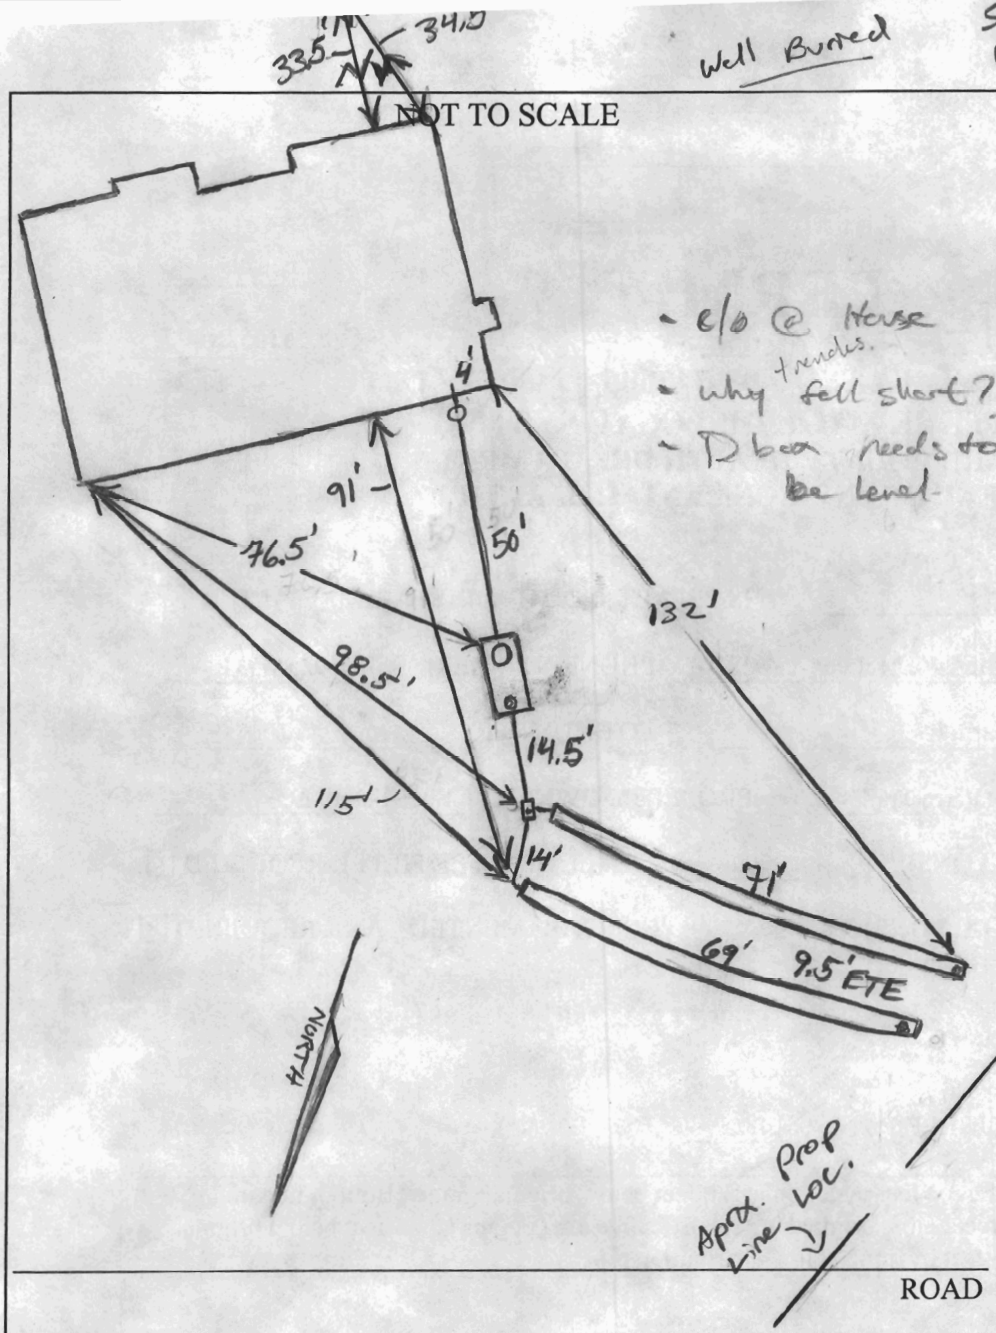 33.5
34.5
Well Burried
NOT TO SCALE
4'
- c/o @ House
trenches.
- why fell short?
- D box needs to
be level-
91'
50'
76.5'
132'
98.5'
14.5'
115'
14'
71'
69'
9.5' ETE
NORTH
Aprox. Prop
Line Loc.
ROAD